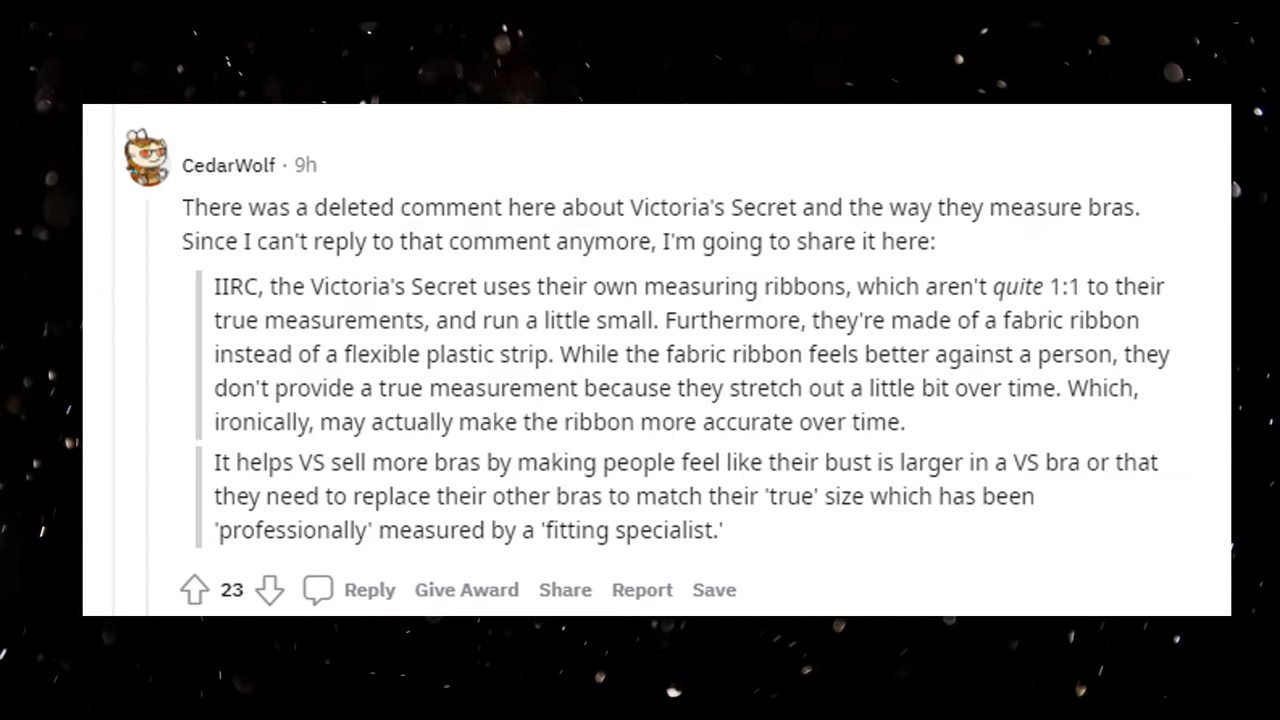 CedarWolf · 9h
There was a deleted comment here about Victoria's Secret and the way they measure bras.
Since I can't reply to that comment anymore, I'm going to share it here:
IIRC, the Victoria's Secret uses their own measuring ribbons, which aren't quite 1:1 to their
true measurements, and run a little small. Furthermore, they're made of a fabric ribbon
instead of a flexible plastic strip. While the fabric ribbon feels better against a person, they
don't provide a true measurement because they stretch out a little bit over time. Which,
ironically, may actually make the ribbon more accurate over time.
It helps VS sell more bras by making people feel like their bust is larger in a VS bra or that
they need to replace their other bras to match their 'true' size which has been
'professionally' measured by a 'fitting specialist.'
23 Reply Give Award Share Report Save